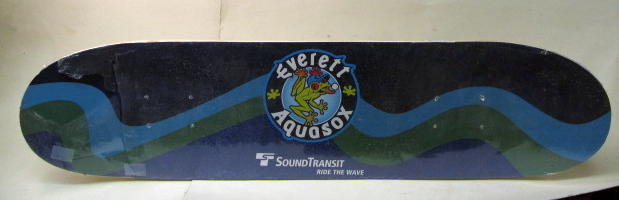 Everett
Aquasox
SOUNDTRANSIT
RIDE THE WAVE